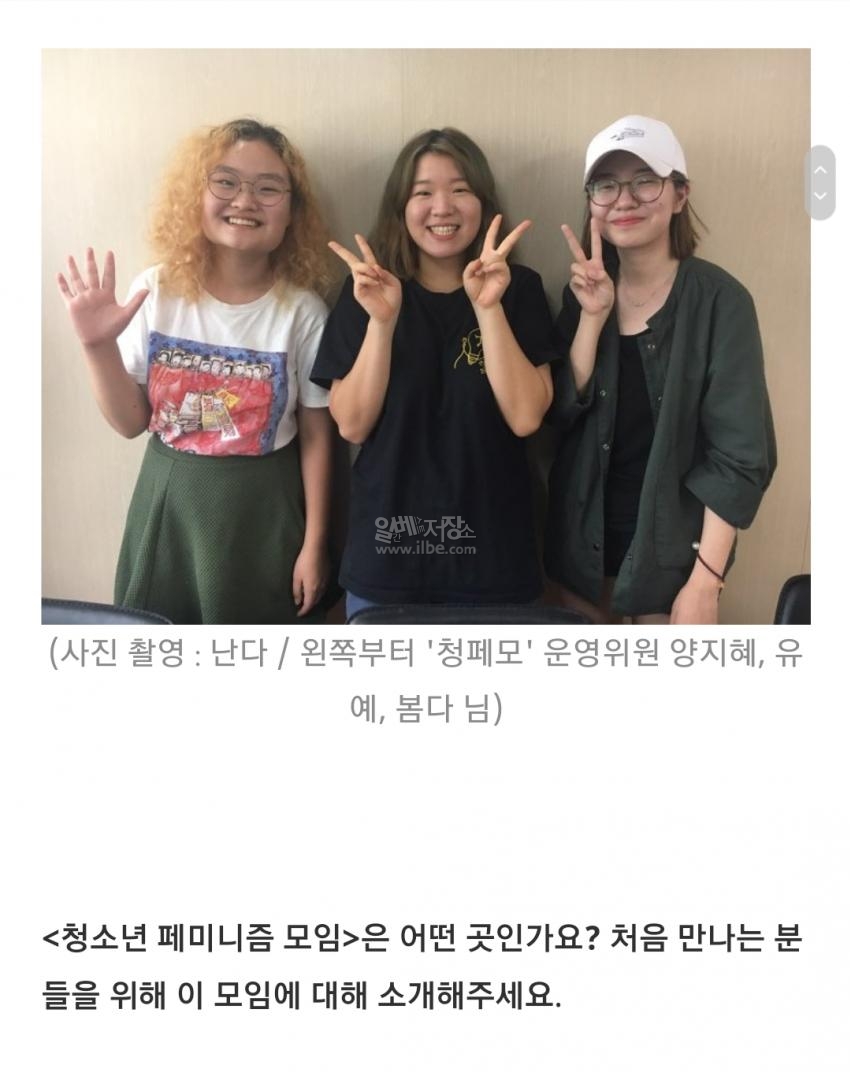 일간베스트저장소
www.ilbe.com
(사진 촬영 : 난다 / 왼쪽부터 '청페모' 운영위원 양지혜, 유
예, 봄다 님)
<청소년 페미니즘 모임>은 어떤 곳인가요? 처음 만나는 분
들을 위해 이 모임에 대해 소개해주세요.